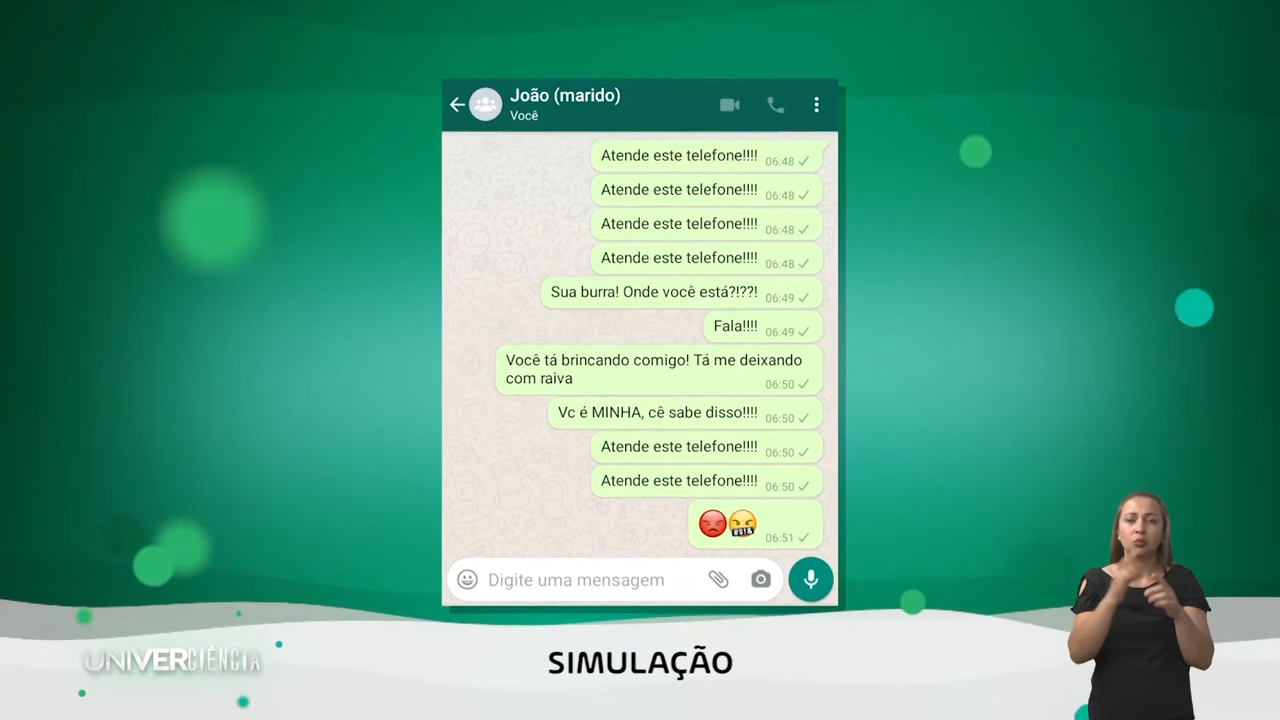 João (marido)
Você
Atende este telefone!!!! 06:48
Atende este telefone!!!! 06:48
Atende este telefone!!!! 06:48
Atende este telefone!!!! 06:48
Sua burra! Onde você está?!??! 06:49
Fala!!!! 06:49
Você tá brincando comigo! Tá me deixando
com raiva 06:50
Vc é MINHA, cê sabe disso!!!! 06:50
Atende este telefone!!!! 06:50
Atende este telefone!!!! 06:50
😡🤬 06:51
Digite uma mensagem
UNIVERCIÊNCIA
SIMULAÇÃO